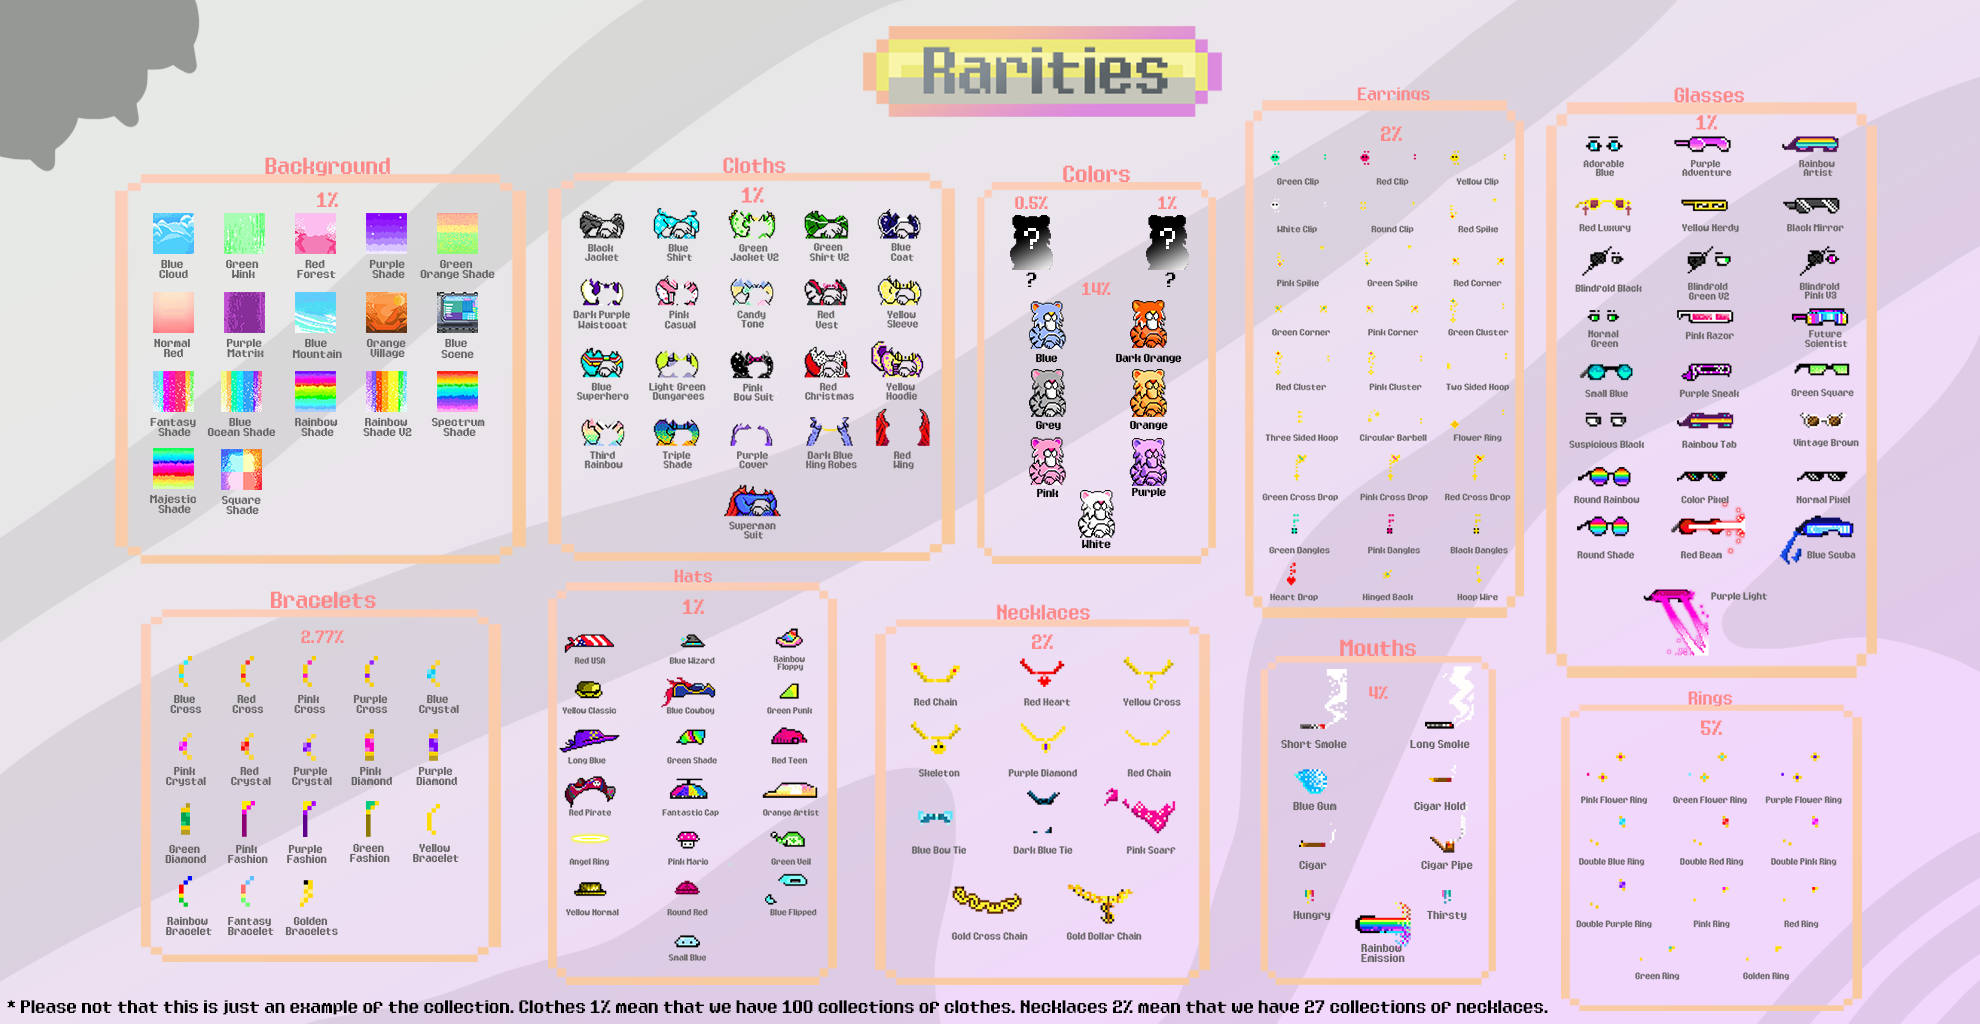 Rarities
Background
1%
Blue Cloud
Green Wink
Red Forest
Purple Shade
Green Orange Shade
Normal Red
Purple Matrix
Blue Mountain
Orange Village
Blue Scene
Fantasy Shade
Blue Ocean Shade
Rainbow Shade
Rainbow Shade V2
Spectrum Shade
Majestic Shade
Square Shade
Cloths
1%
Black Jacket
Blue Shirt
Green Jacket V2
Green Shirt V2
Blue Coat
Dark Purple Waistcoat
Pink Casual
Candy Tone
Red Vest
Yellow Sleeve
Blue Superhero
Light Green Dungarees
Pink Bow Suit
Red Christmas
Yellow Hoodie
Third Rainbow
Triple Shade
Purple Cover
Dark Blue King Robes
Red Wing
Superman Suit
Colors
0.5%
1%
?
?
?
?
14%
Blue
Dark Orange
Grey
Orange
Pink
Purple
White
Earrings
2%
Green Clip
Red Clip
Yellow Clip
White Clip
Round Clip
Red Spike
Pink Spike
Green Spike
Red Corner
Green Corner
Pink Corner
Green Cluster
Red Cluster
Pink Cluster
Two Sided Hoop
Three Sided Hoop
Circular Barbell
Flower Ring
Green Cross Drop
Pink Cross Drop
Red Cross Drop
Green Dangles
Pink Dangles
Black Dangles
Heart Drop
Hinged Back
Hoop Wire
Glasses
1%
Adorable Blue
Purple Adventure
Rainbow Artist
Red Luxury
Yellow Nerdy
Black Mirror
Blindfold Black
Blindfold Green V2
Blindfold Pink V3
Normal Green
Pink Razor
Future Scientist
Small Blue
Purple Sneak
Green Square
Suspicious Black
Rainbow Tab
Vintage Brown
Round Rainbow
Color Pixel
Normal Pixel
Round Shade
Red Beam
Blue Scuba
Purple Light
Bracelets
2.77%
Blue Cross
Red Cross
Pink Cross
Purple Cross
Blue Crystal
Pink Crystal
Red Crystal
Purple Crystal
Pink Diamond
Purple Diamond
Green Diamond
Pink Fashion
Purple Fashion
Green Fashion
Yellow Bracelet
Rainbow Bracelet
Fantasy Bracelet
Golden Bracelets
Hats
1%
Red USA
Blue Wizard
Rainbow Floppy
Yellow Classic
Blue Cowboy
Green Punk
Long Blue
Green Shade
Red Teen
Red Pirate
Fantastic Cap
Orange Artist
Angel Ring
Pink Mario
Green Veil
Yellow Normal
Round Red
Blue Flipped
Small Blue
Necklaces
2%
Red Chain
Red Heart
Yellow Cross
Skeleton
Purple Diamond
Red Chain
Blue Bow Tie
Dark Blue Tie
Pink Scarf
Gold Cross Chain
Gold Dollar Chain
Mouths
4%
Short Smoke
Long Smoke
Blue Gum
Cigar Hold
Cigar
Cigar Pipe
Hungry
Thirsty
Rainbow Emission
Rings
5%
Pink Flower Ring
Green Flower Ring
Purple Flower Ring
Double Blue Ring
Double Red Ring
Double Pink Ring
Double Purple Ring
Pink Ring
Red Ring
Green Ring
Golden Ring
* Please not that this is just an example of the collection. Clothes 1% mean that we have 100 collections of clothes. Necklaces 2% mean that we have 27 collections of necklaces.